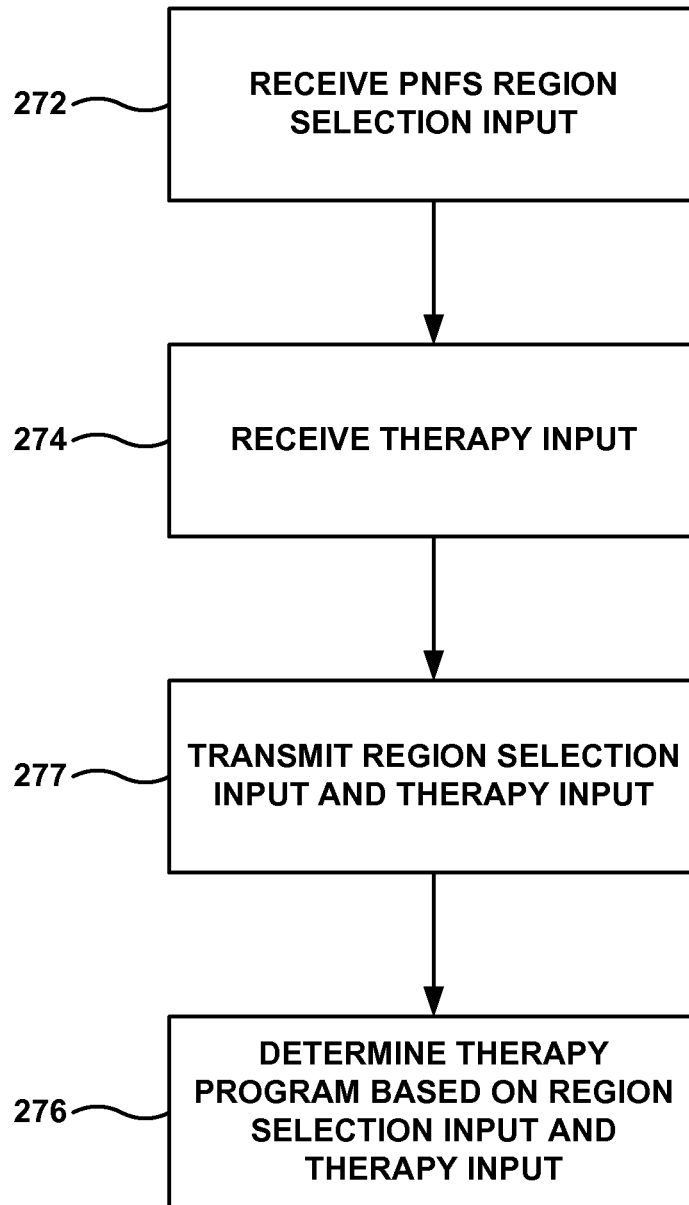 272
RECEIVE PNFS REGION
SELECTION INPUT
274
RECEIVE THERAPY INPUT
277
TRANSMIT REGION SELECTION
INPUT AND THERAPY INPUT
276
DETERMINE THERAPY
PROGRAM BASED ON REGION
SELECTION INPUT AND
THERAPY INPUT